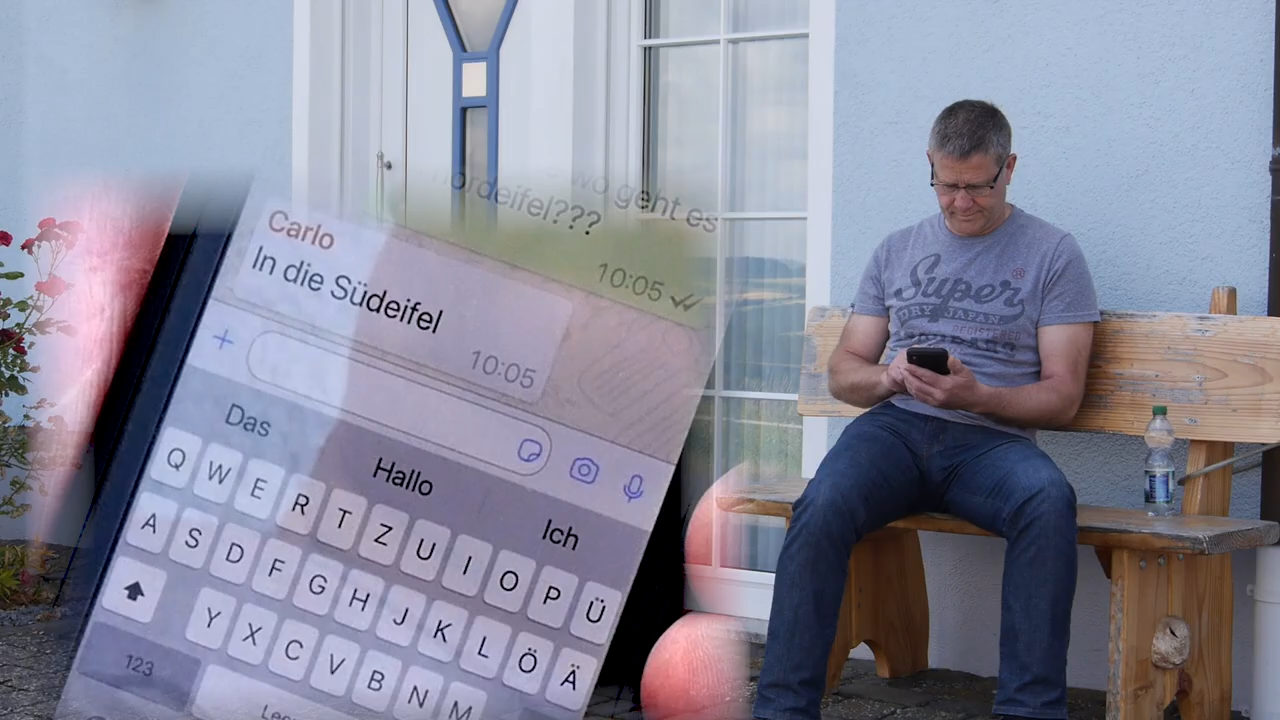 wo geht es
Nordeifel???
10:05
Carlo
In die Südeifel
10:05
Das Hallo Ich
Q W E R T Z U I O P Ü
A S D F G H J K L Ö Ä
Y X C V B N M
123
Super
DRY JAPAN
REGISTERED